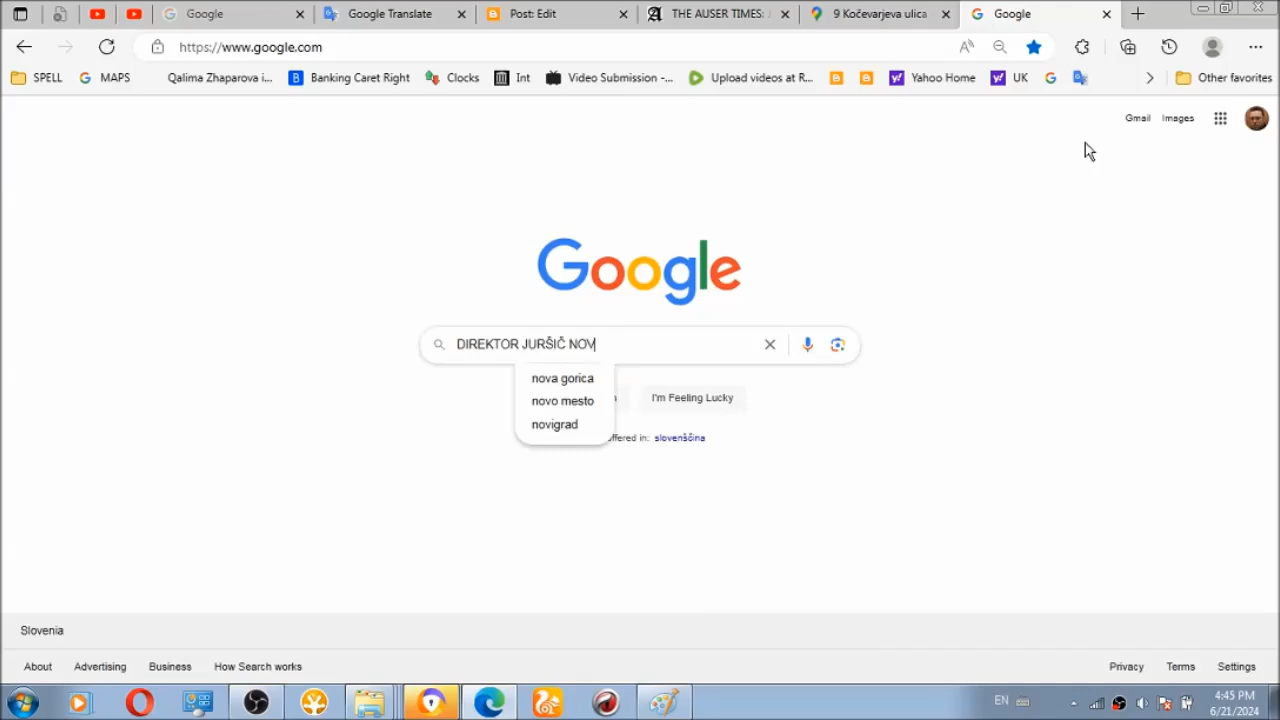 Google
Google Translate
Post: Edit
THE AUSER TIMES:
9 Kočevarjeva ulica
Google
https://www.google.com
SPELL
MAPS
Qalima Zhaparova i...
Banking Caret Right
Clocks
Int
Video Submission -...
Upload videos at R...
Yahoo Home
UK
Other favorites
Gmail
Images
Google
DIREKTOR JURŠIČ NOV
nova gorica
novo mesto
novigrad
I'm Feeling Lucky
offered in: slovenščina
Slovenia
About
Advertising
Business
How Search works
Privacy
Terms
Settings
EN
4:45 PM
6/21/2024